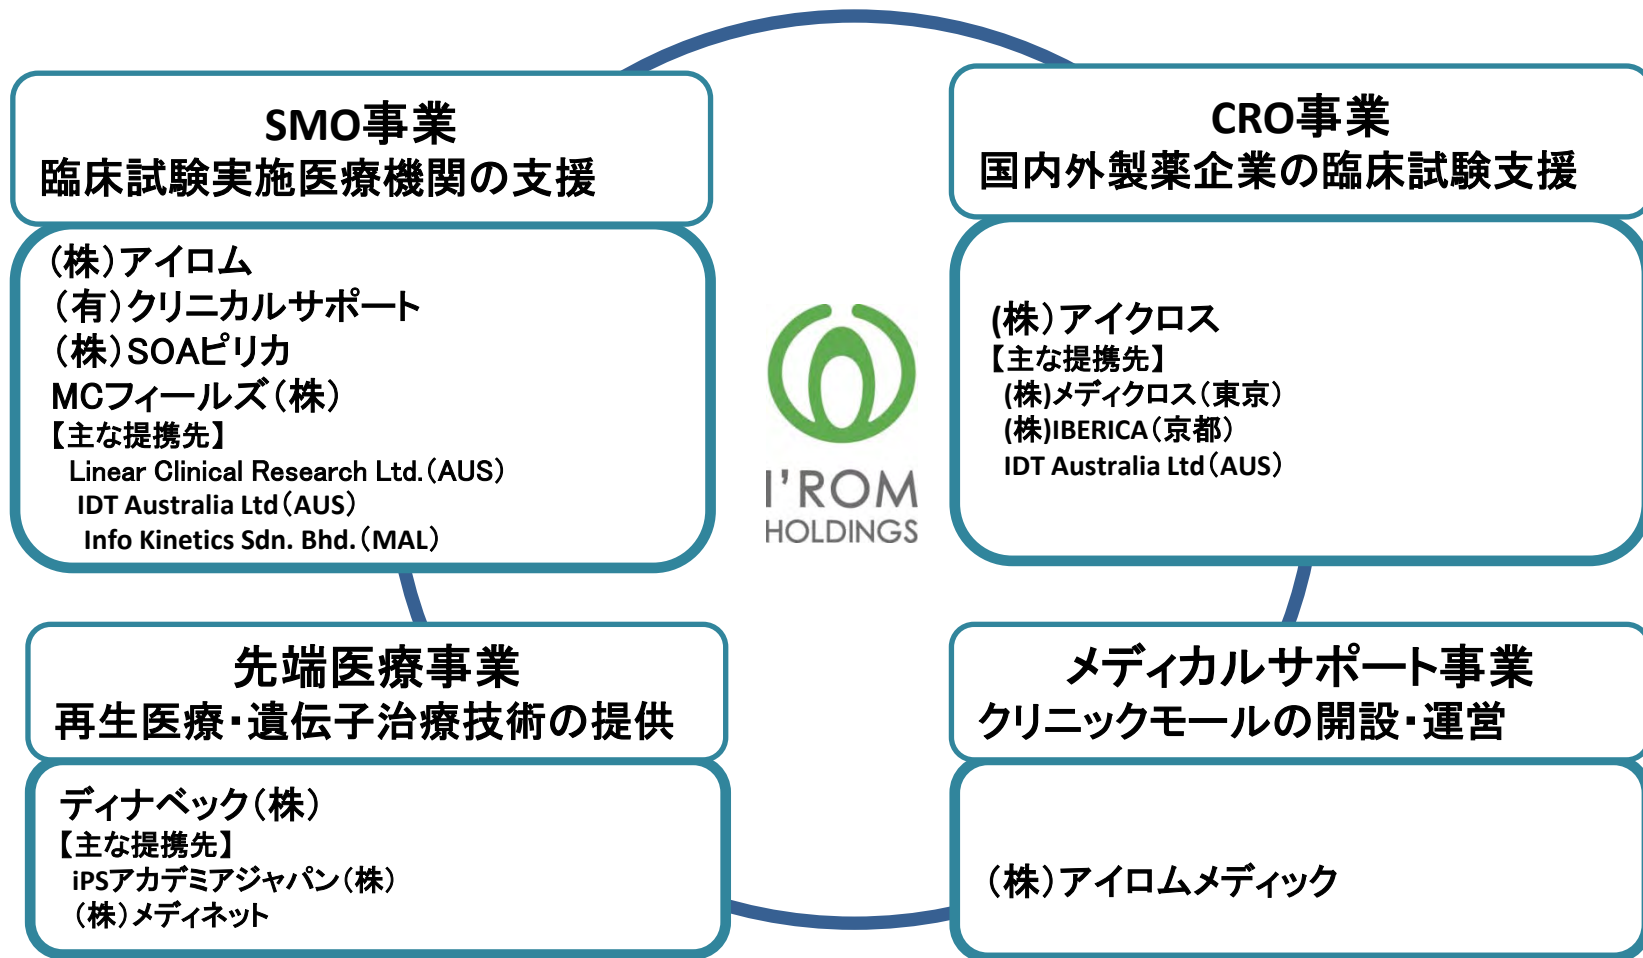 SMO事業
臨床試験実施医療機関の支援
(株)アイロム
(有)クリニカルサポート
(株)SOAピリカ
MCフィールズ(株)
【主な提携先】
Linear Clinical Research Ltd.(AUS)
IDT Australia Ltd(AUS)
Info Kinetics Sdn. Bhd.(MAL)
CRO事業
国内外製薬企業の臨床試験支援
(株)アイクロス
【主な提携先】
(株)メディクロス(東京)
(株)IBERICA(京都)
IDT Australia Ltd(AUS)
I'ROM
HOLDINGS
先端医療事業
再生医療・遺伝子治療技術の提供
ディナベック(株)
【主な提携先】
iPSアカデミアジャパン(株)
(株)メディネット
メディカルサポート事業
クリニックモールの開設・運営
(株)アイロムメディック